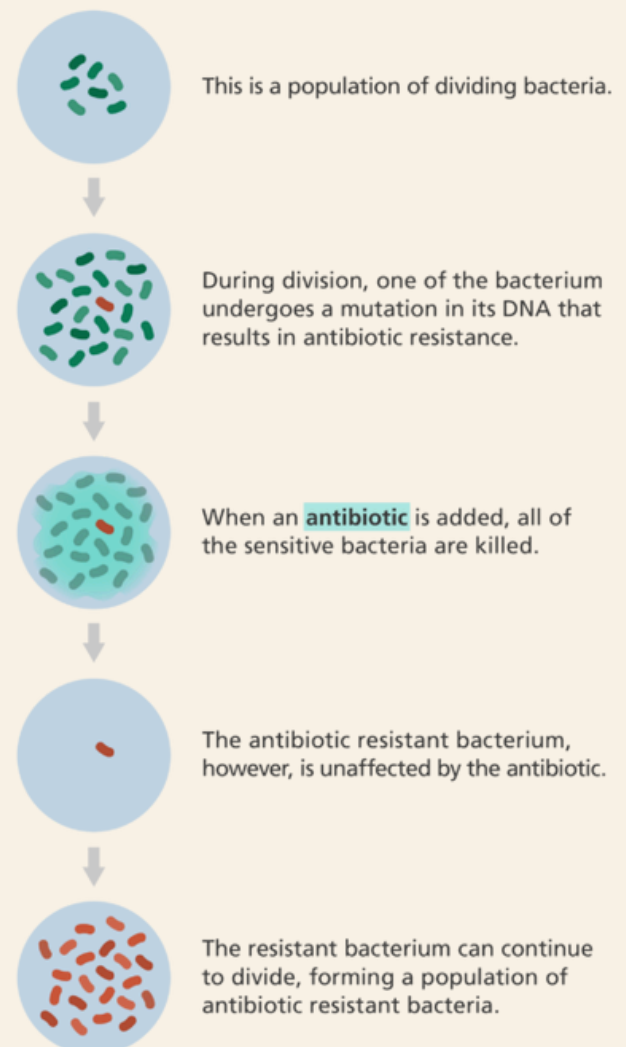 This is a population of dividing bacteria.
During division, one of the bacterium
undergoes a mutation in its DNA that
results in antibiotic resistance.
When an antibiotic is added, all of
the sensitive bacteria are killed.
The antibiotic resistant bacterium,
however, is unaffected by the antibiotic.
The resistant bacterium can continue
to divide, forming a population of
antibiotic resistant bacteria.